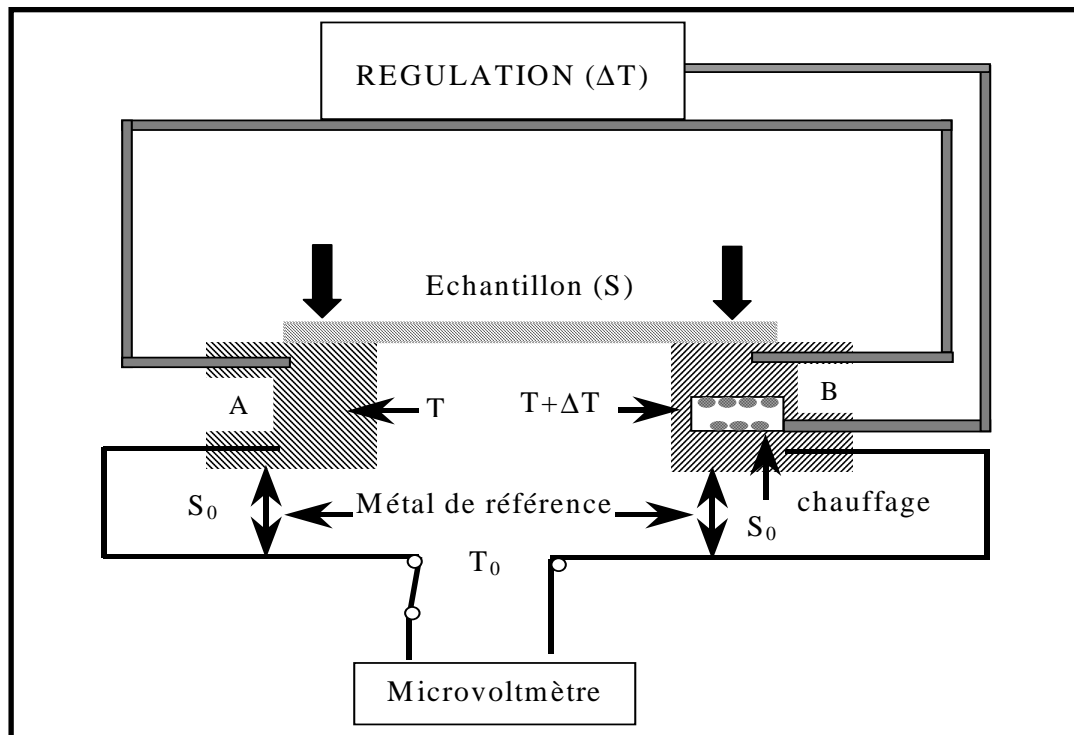 REGULATION (ΔT)
Echantillon (S)
A
T
T+ΔT
B
S₀
Métal de référence
S₀
chauffage
T₀
Microvoltmètre